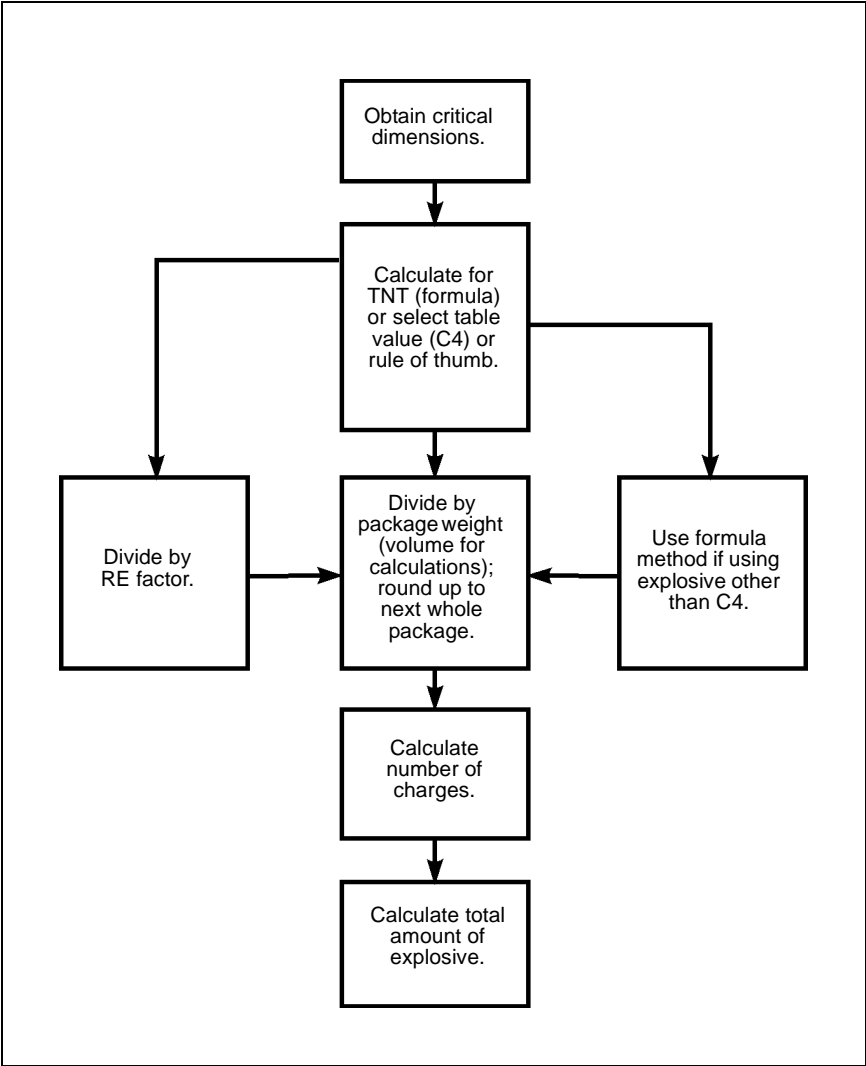 Obtain critical
dimensions.
Calculate for
TNT (formula)
or select table
value (C4) or
rule of thumb.
Divide by
RE factor.
Divide by
package weight
(volume for
calculations);
round up to
next whole
package.
Use formula
method if using
explosive other
than C4.
Calculate
number of
charges.
Calculate total
amount of
explosive.